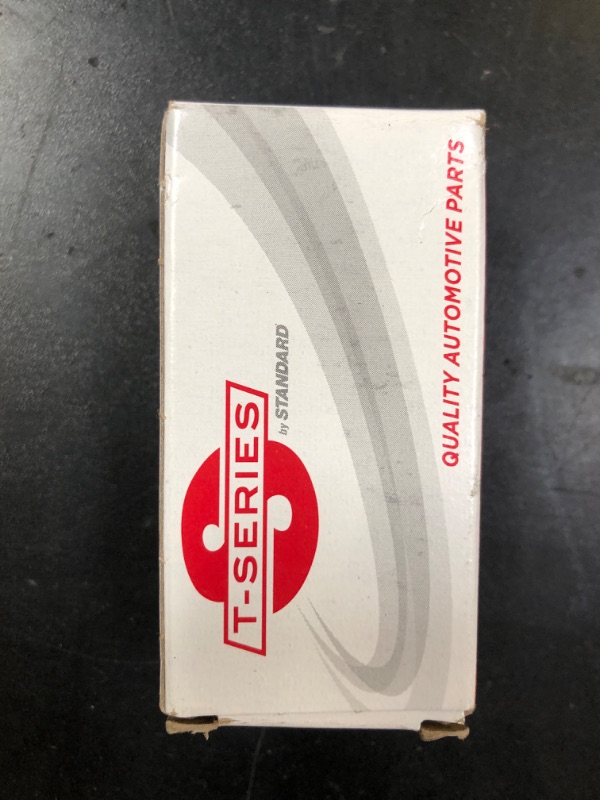 T-SERIES
by STANDARD
QUALITY AUTOMOTIVE PARTS